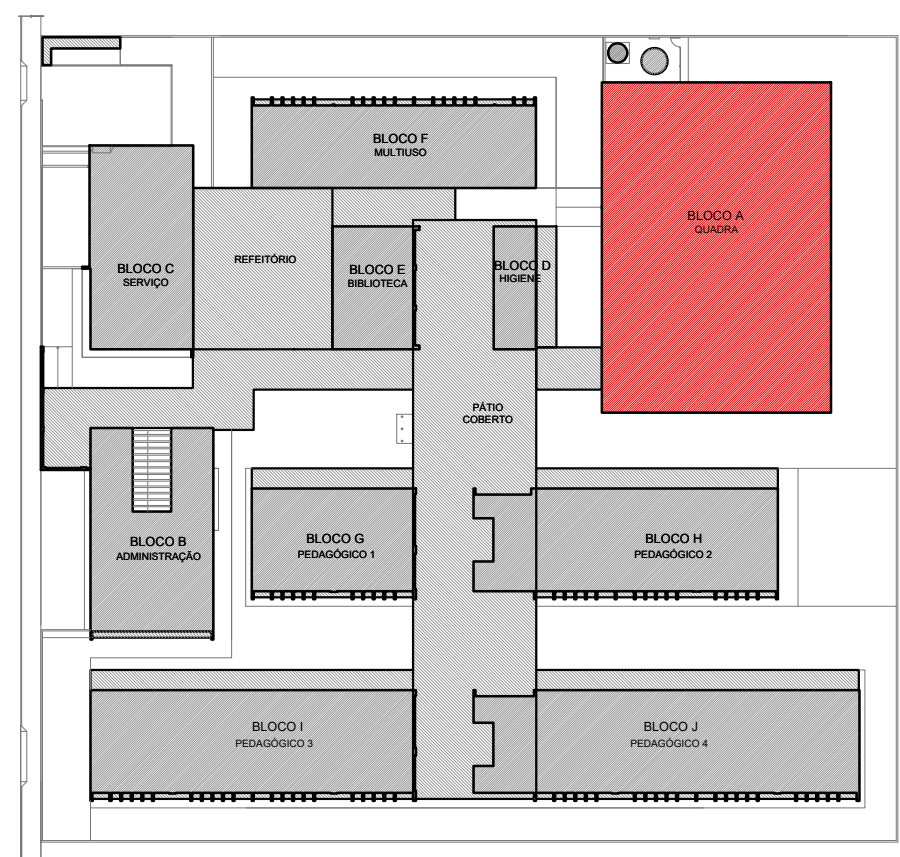 BLOCO F
MULTIUSO
BLOCO A
QUADRA
BLOCO C
SERVIÇO
REFEITÓRIO
BLOCO E
BIBLIOTECA
BLOCO D
HIGIENE
PÁTIO
COBERTO
BLOCO B
ADMINISTRAÇÃO
BLOCO G
PEDAGÓGICO 1
BLOCO H
PEDAGÓGICO 2
BLOCO I
PEDAGÓGICO 3
BLOCO J
PEDAGÓGICO 4